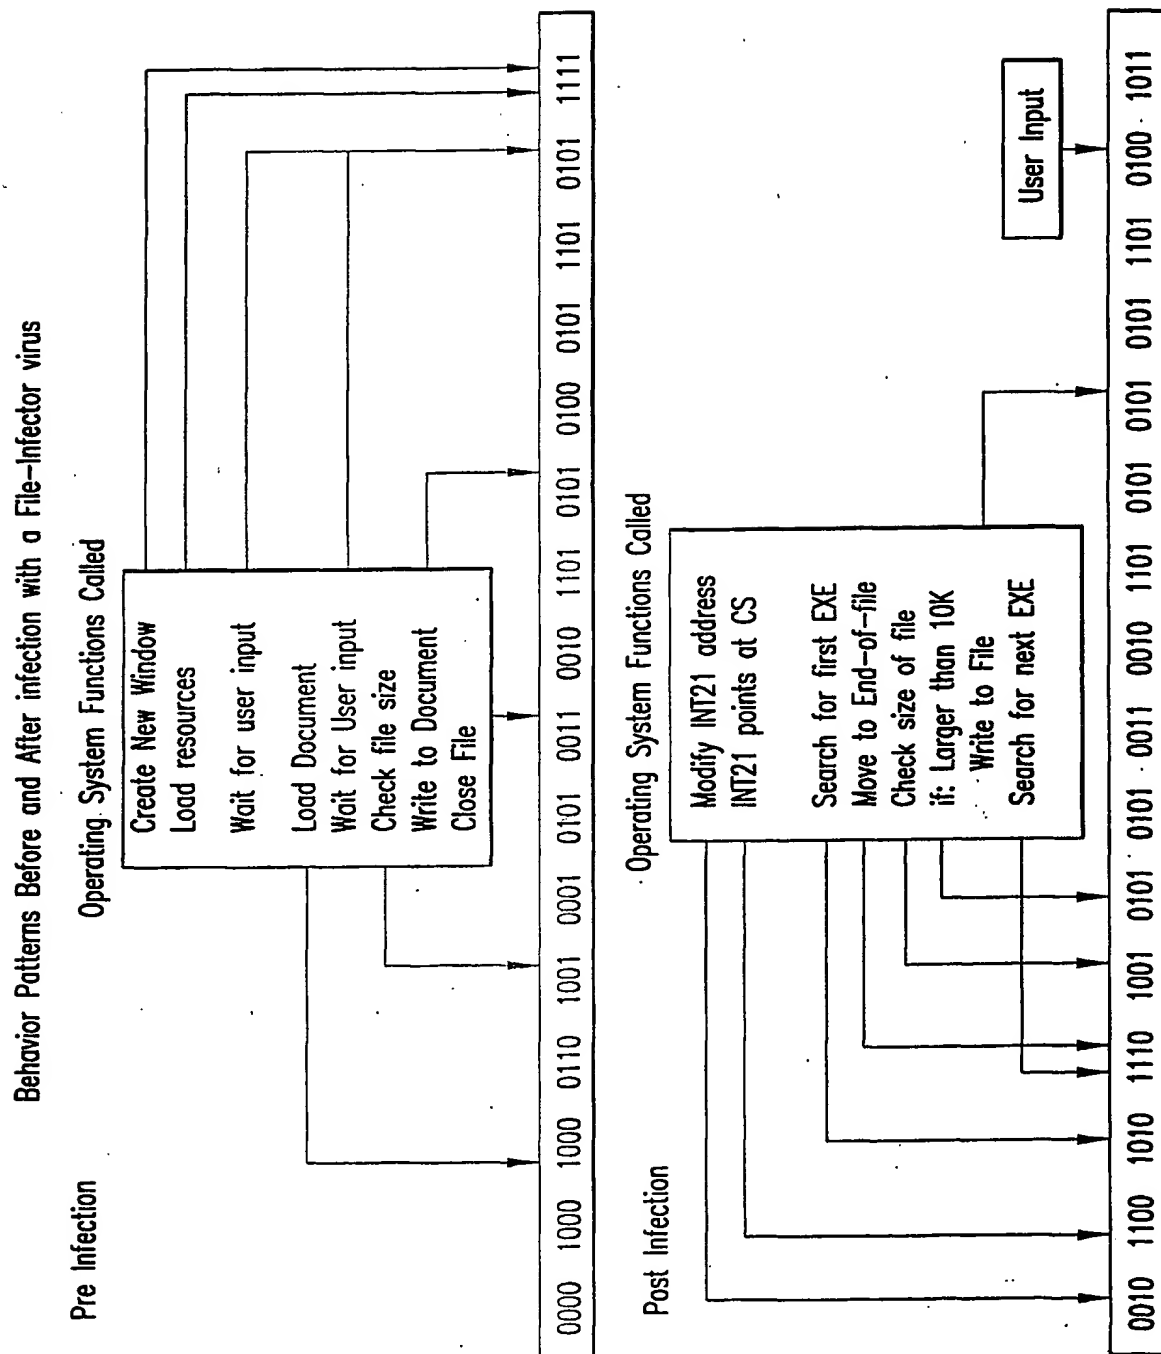 Behavior Patterns Before and After infection with a File-Infector virus
Pre Infection
Operating System Functions Called
Create New Window
Load resources
Wait for user input
Load Document
Wait for User input
Check file size
Write to Document
Close File
0000 1000 1000 0110 1001 0001 0101 0011 0010 1101 0101 0100 0101 1101 0101 1111
Post Infection
Operating System Functions Called
Modify INT21 address
INT21 points at CS
Search for first EXE
Move to End-of-file
Check size of file
if: Larger than 10K
Write to File
Search for next EXE
User Input
0010 1100 1010 1110 1001 0101 0101 0011 0010 1101 0101 0101 0101 1101 0100 1011